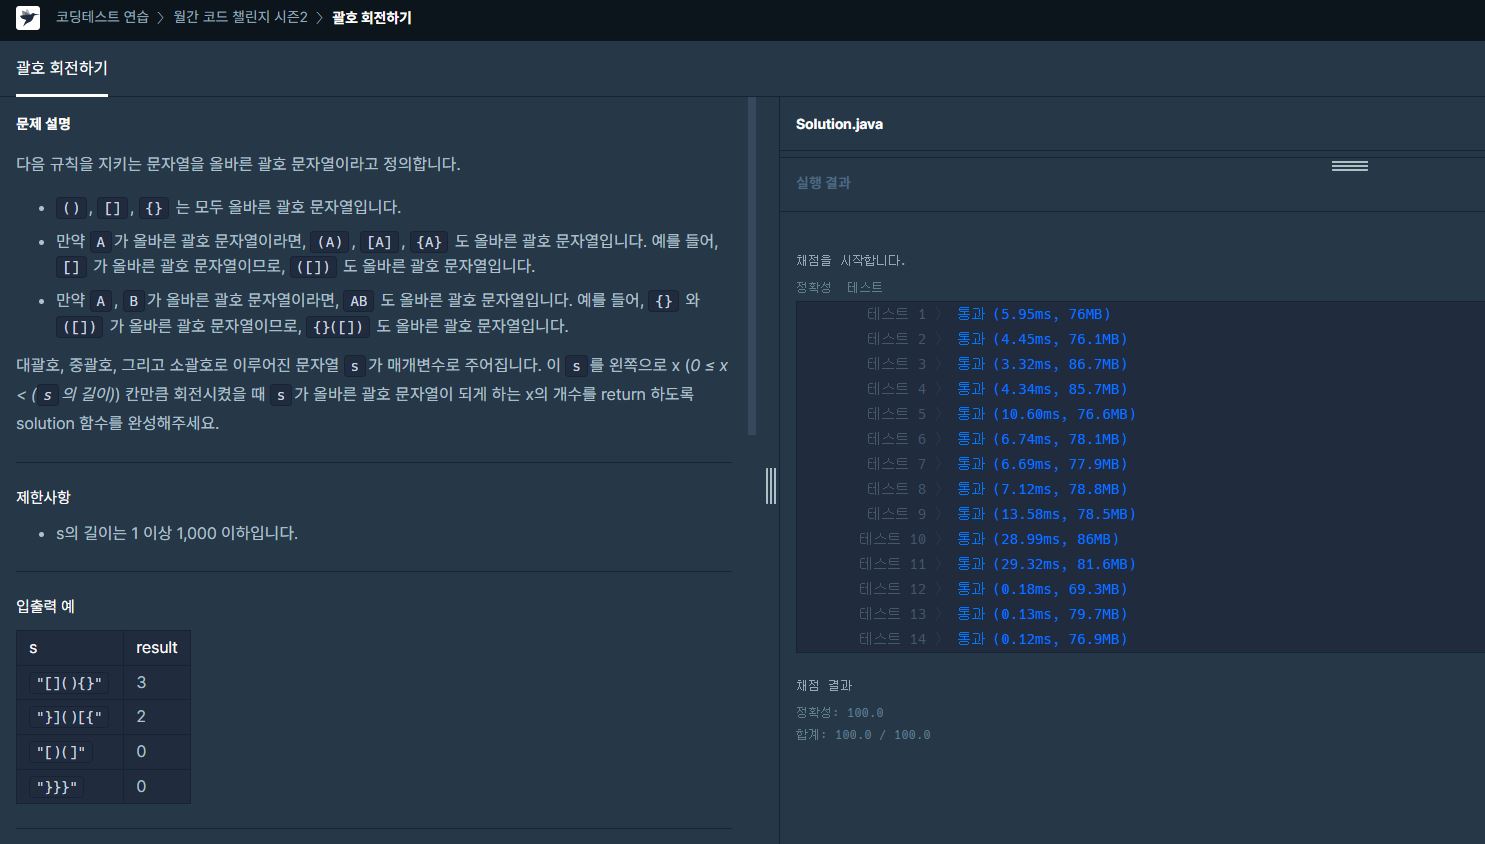 코딩테스트 연습 > 월간 코드 챌린지 시즌2 > 괄호 회전하기
괄호 회전하기
문제 설명
다음 규칙을 지키는 문자열을 올바른 괄호 문자열이라고 정의합니다.
• (), [], {} 는 모두 올바른 괄호 문자열입니다.
• 만약 A가 올바른 괄호 문자열이라면, (A), [A], {A} 도 올바른 괄호 문자열입니다. 예를 들어,
[] 가 올바른 괄호 문자열이므로, ([]) 도 올바른 괄호 문자열입니다.
• 만약 A, B가 올바른 괄호 문자열이라면, AB 도 올바른 괄호 문자열입니다. 예를 들어, {} 와
([]) 가 올바른 괄호 문자열이므로, {}([]) 도 올바른 괄호 문자열입니다.
대괄호, 중괄호, 그리고 소괄호로 이루어진 문자열 s가 매개변수로 주어집니다. 이 s를 왼쪽으로 x (0 ≤ x
< (s의 길이)) 칸만큼 회전시켰을 때 s가 올바른 괄호 문자열이 되게 하는 x의 개수를 return 하도록
solution 함수를 완성해주세요.
제한사항
• s의 길이는 1 이상 1,000 이하입니다.
입출력 예
s result
"[](){}" 3
"}]()[{" 2
"[)(]" 0
"}}}" 0
Solution.java
실행 결과
채점을 시작합니다.
정확성 테스트
테스트 1 > 통과 (5.95ms, 76MB)
테스트 2 > 통과 (4.45ms, 76.1MB)
테스트 3 > 통과 (3.32ms, 86.7MB)
테스트 4 > 통과 (4.34ms, 85.7MB)
테스트 5 > 통과 (10.60ms, 76.6MB)
테스트 6 > 통과 (6.74ms, 78.1MB)
테스트 7 > 통과 (6.69ms, 77.9MB)
테스트 8 > 통과 (7.12ms, 78.8MB)
테스트 9 > 통과 (13.58ms, 78.5MB)
테스트 10 > 통과 (28.99ms, 86MB)
테스트 11 > 통과 (29.32ms, 81.6MB)
테스트 12 > 통과 (0.18ms, 69.3MB)
테스트 13 > 통과 (0.13ms, 79.7MB)
테스트 14 > 통과 (0.12ms, 76.9MB)
채점 결과
정확성: 100.0
합계: 100.0 / 100.0